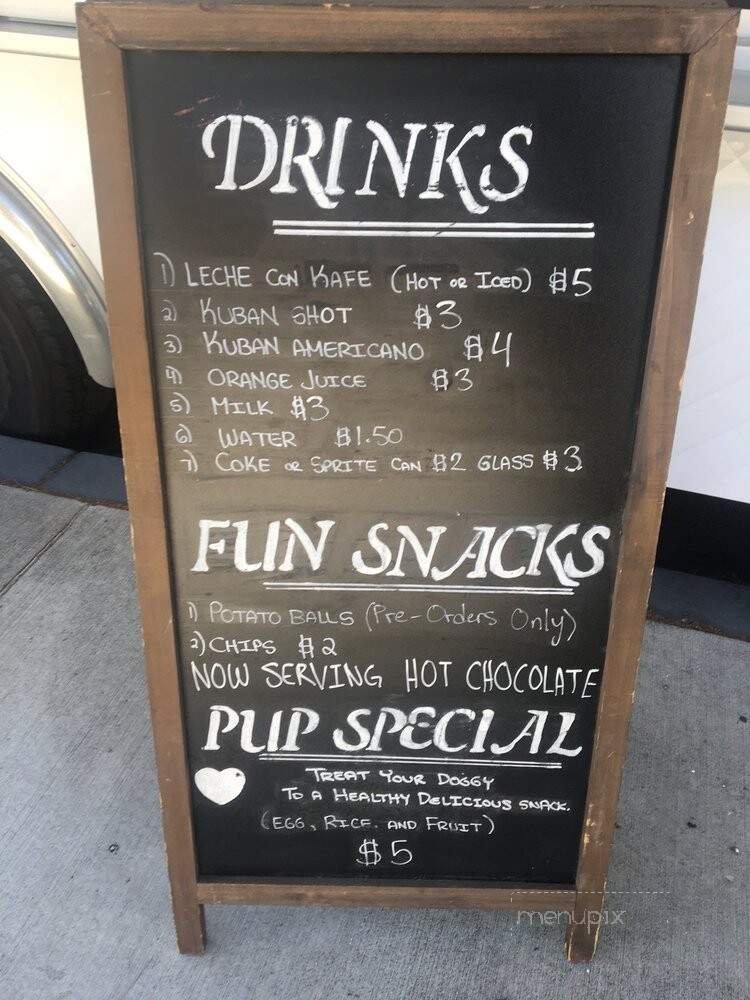 DRINKS
1) LECHE CON KAFE (HOT OR ICED) $5
2) KUBAN SHOT $3
3) KUBAN AMERICANO $4
4) ORANGE JUICE $3
5) MILK $3
6) WATER $1.50
7) COKE OR SPRITE CAN $2 GLASS $3
FUN SNACKS
1) POTATO BALLS (Pre-Orders Only)
2) CHIPS $2
NOW SERVING HOT CHOCOLATE
PUP SPECIAL
TREAT YOUR DOGGY
TO A HEALTHY DELICIOUS SNACK.
(EGG, RICE, AND FRUIT)
$5
menupix